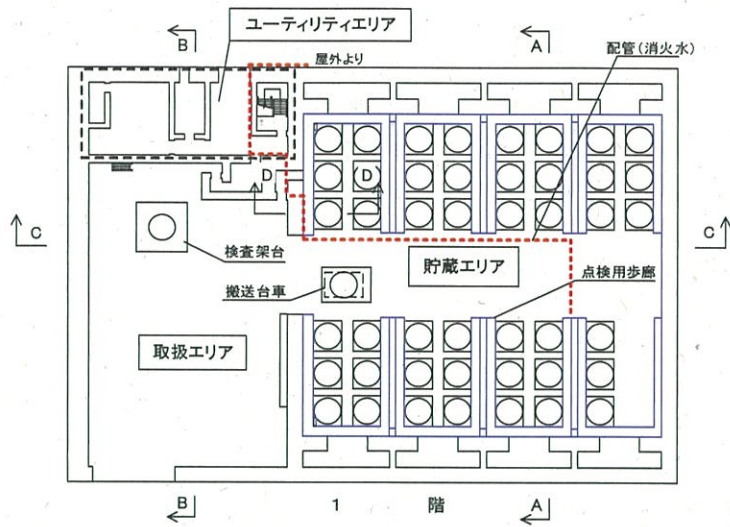 ユーティリティエリア
B
A
屋外より
配管(消火水)
D
(D)
C
C
検査架台
貯蔵エリア
点検用歩廊
搬送台車
取扱エリア
B
1 階
A